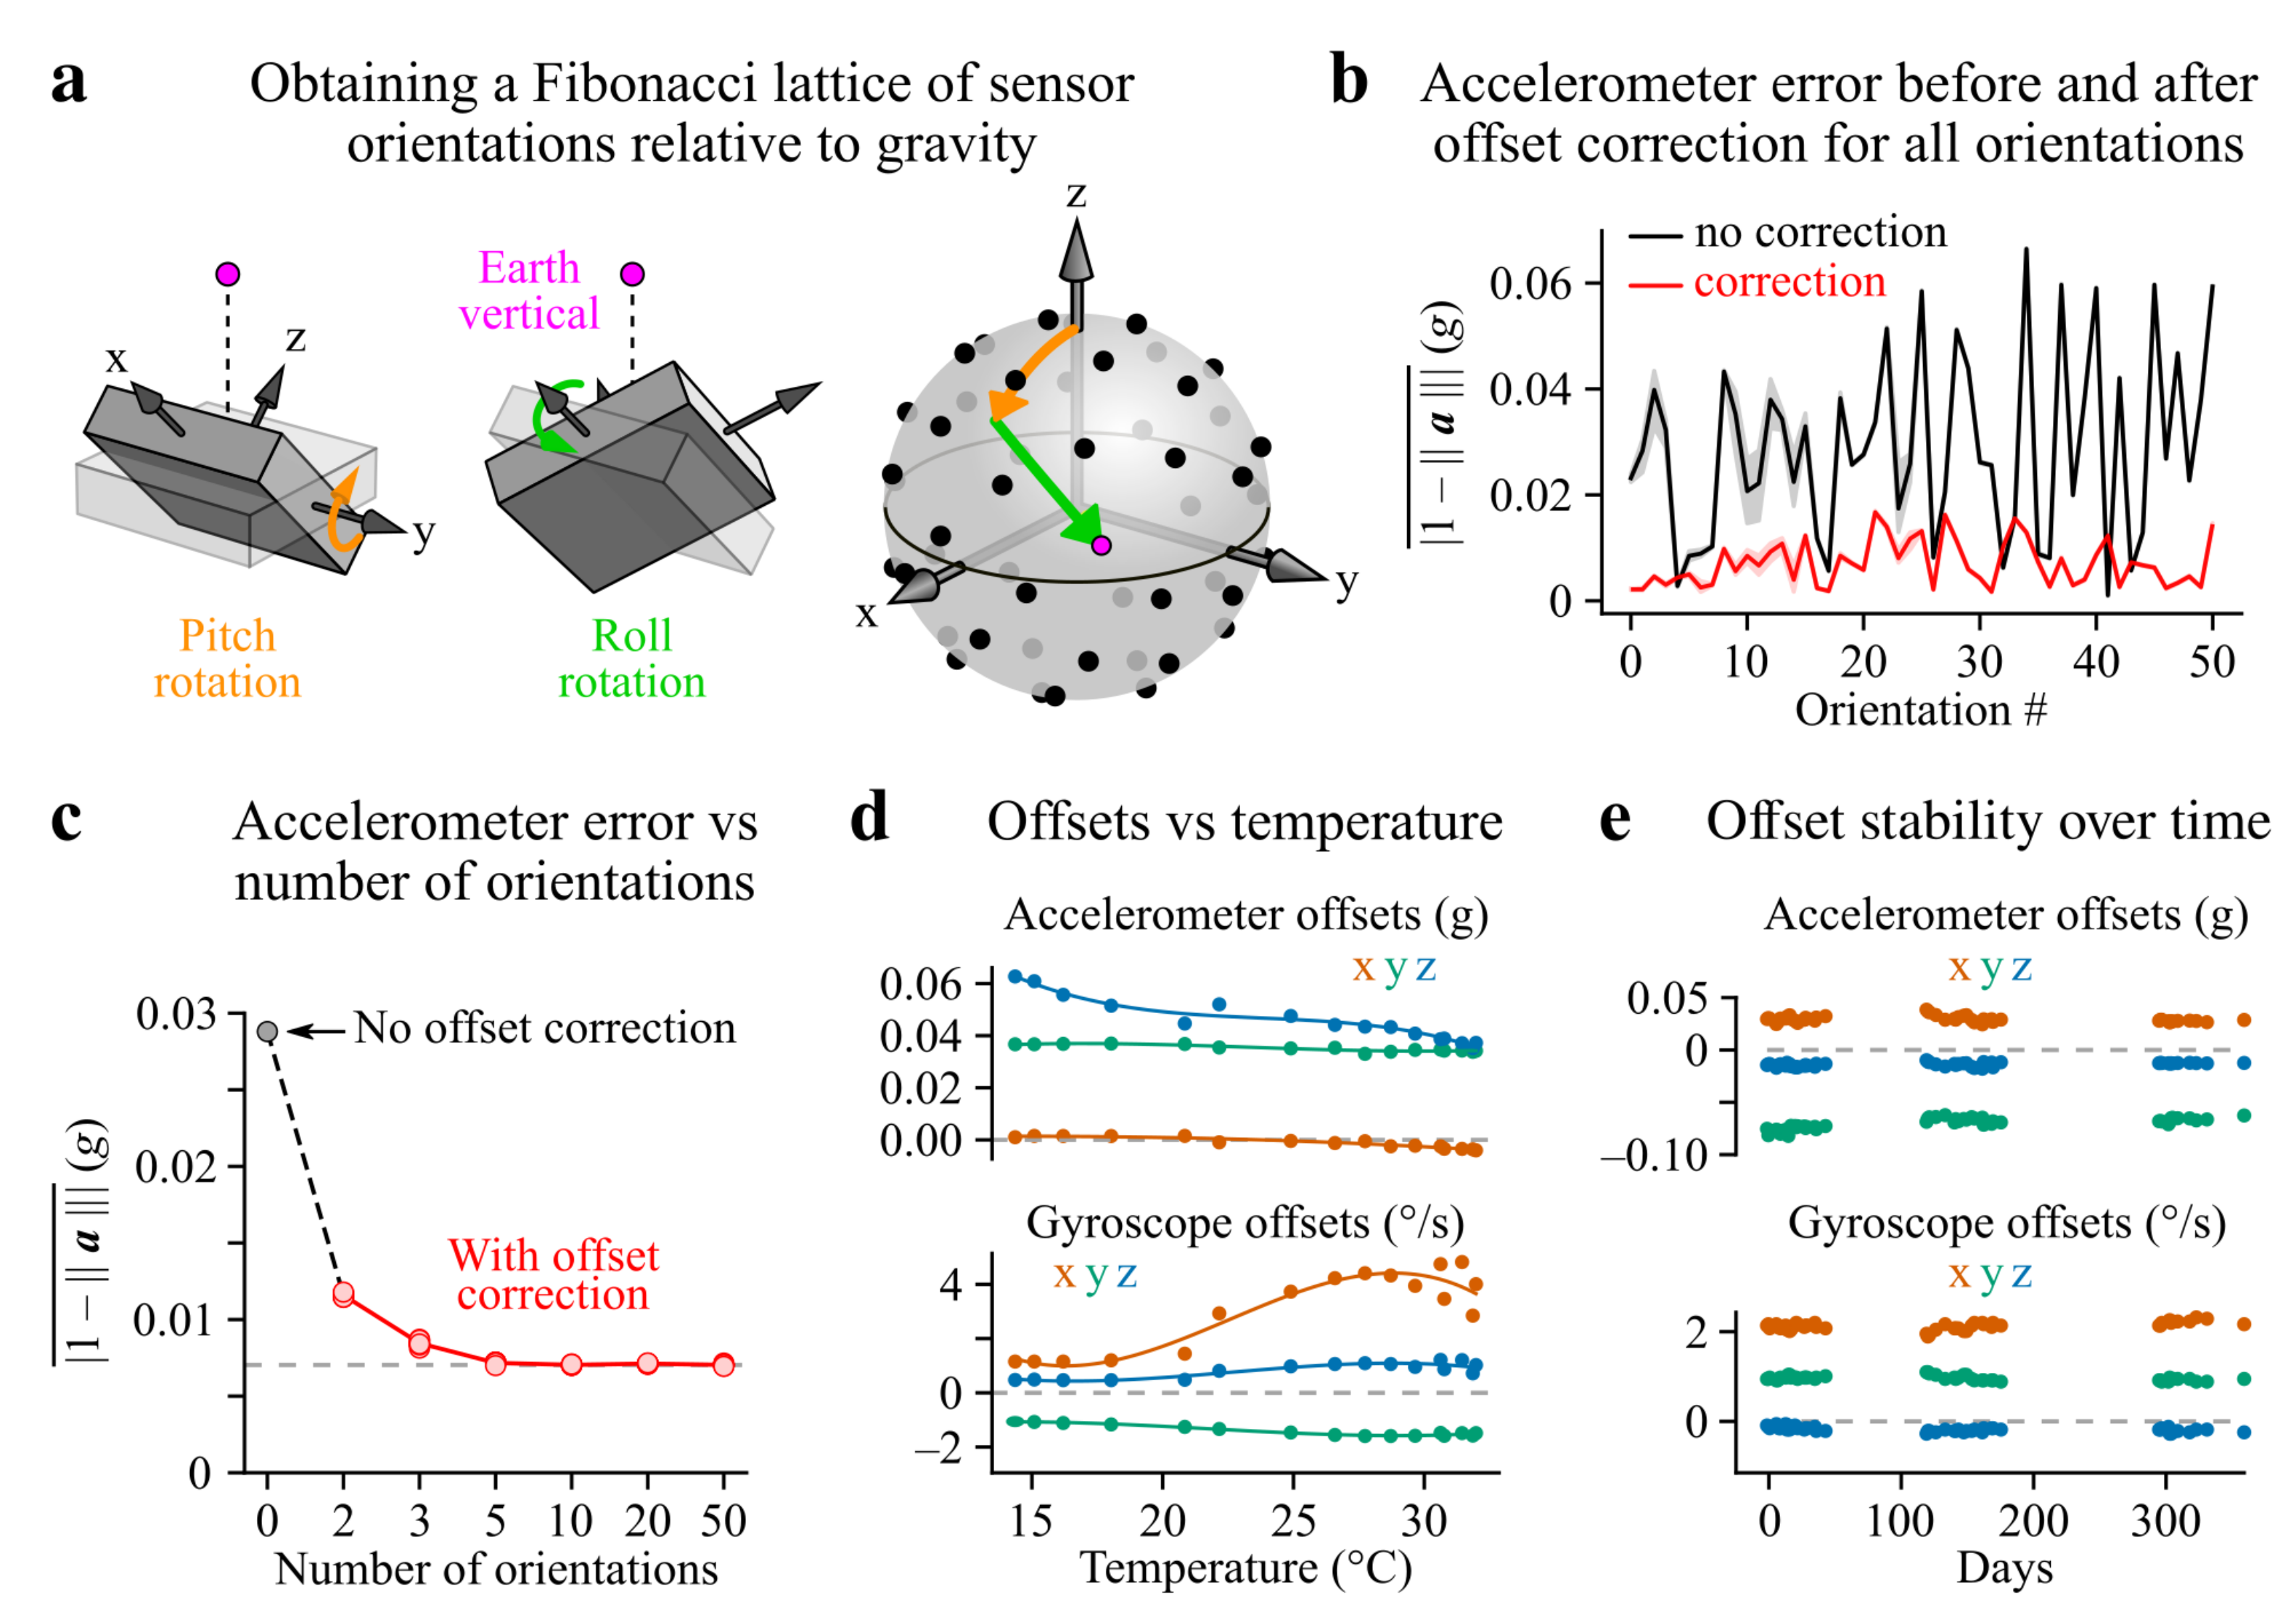 a
Obtaining a Fibonacci lattice of sensor
orientations relative to gravity
x
z
y
Pitch
rotation
Earth
vertical
Roll
rotation
z
x
y
b
Accelerometer error before and after
offset correction for all orientations
no correction
correction
|1 – || a ||| (g)
0.06
0.04
0.02
0
0 10 20 30 40 50
Orientation #
c
Accelerometer error vs
number of orientations
|1 – || a ||| (g)
0.03
0.02
0.01
0
No offset correction
With offset
correction
0 2 3 5 10 20 50
Number of orientations
d
Offsets vs temperature
Accelerometer offsets (g)
x y z
0.06
0.04
0.02
0.00
Gyroscope offsets (°/s)
x y z
4
0
–2
15 20 25 30
Temperature (°C)
e
Offset stability over time
Accelerometer offsets (g)
x y z
0.05
0
–0.10
Gyroscope offsets (°/s)
x y z
2
0
0 100 200 300
Days